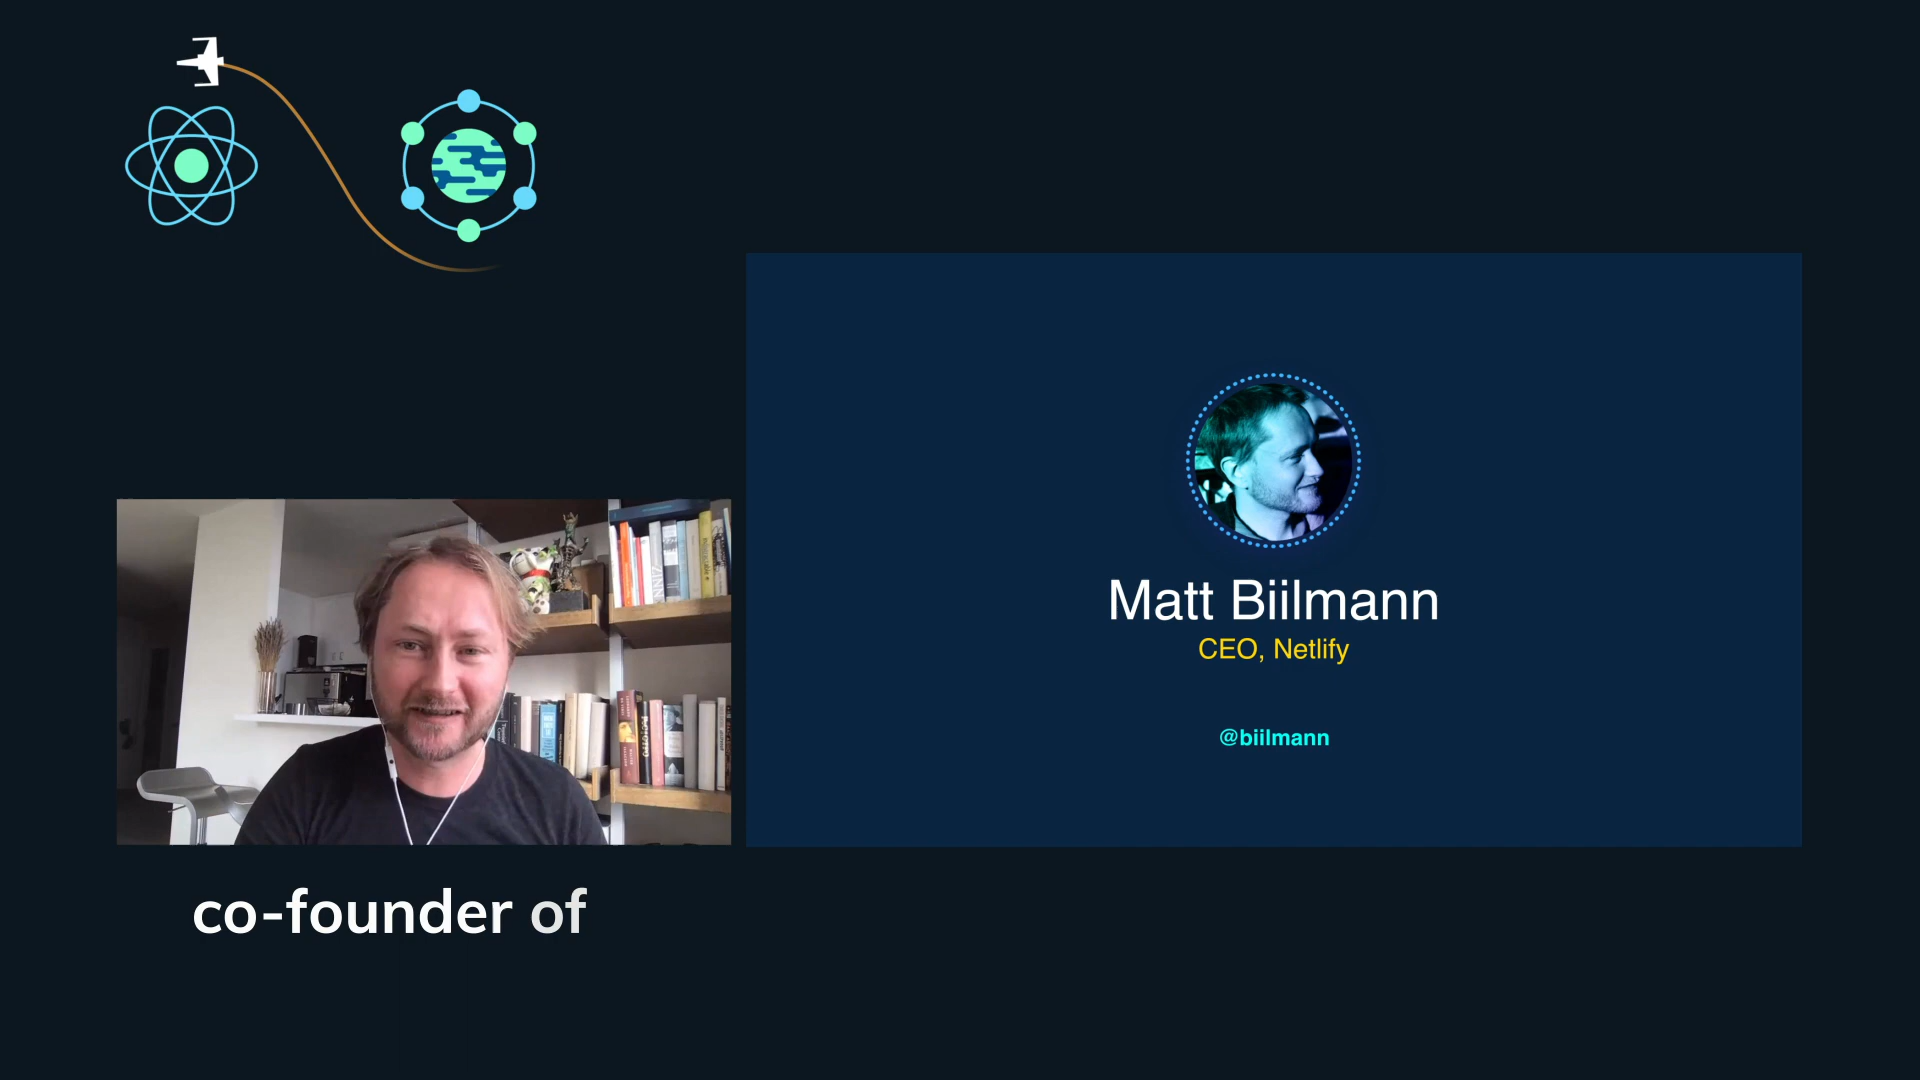 Matt Biilmann
CEO, Netlify
@biilmann
co-founder of